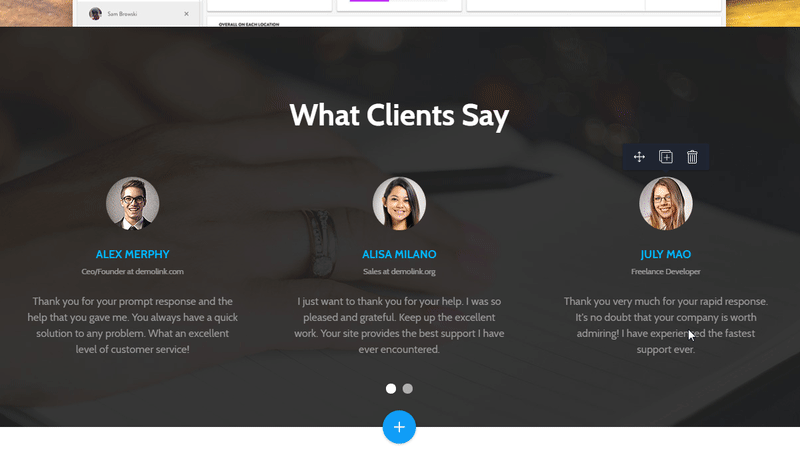 Sam Brewski
OVERALL ON EACH LOCATION
What Clients Say
ALEX MERPHY
Ceo/Founder at demolink.com
Thank you for your prompt response and the
help that you gave me. You always have a quick
solution to any problem. What an excellent
level of customer service!
ALISA MILANO
Sales at demolink.org
I just want to thank you for your help. I was so
pleased and grateful. Keep up the excellent
work. Your site provides the best support I have
ever encountered.
JULY MAO
Freelance Developer
Thank you very much for your rapid response.
It's no doubt that your company is worth
admiring! I have experienced the fastest
support ever.